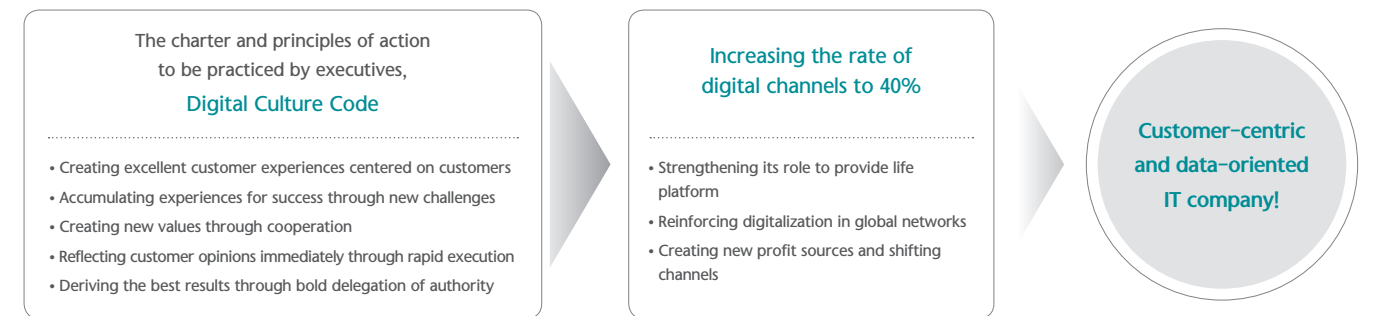 The charter and principles of action
to be practiced by executives,
Digital Culture Code
• Creating excellent customer experiences centered on customers
• Accumulating experiences for success through new challenges
• Creating new values through cooperation
• Reflecting customer opinions immediately through rapid execution
• Deriving the best results through bold delegation of authority
Increasing the rate of
digital channels to 40%
• Strengthening its role to provide life
platform
• Reinforcing digitalization in global networks
• Creating new profit sources and shifting
channels
Customer-centric
and data-oriented
IT company!